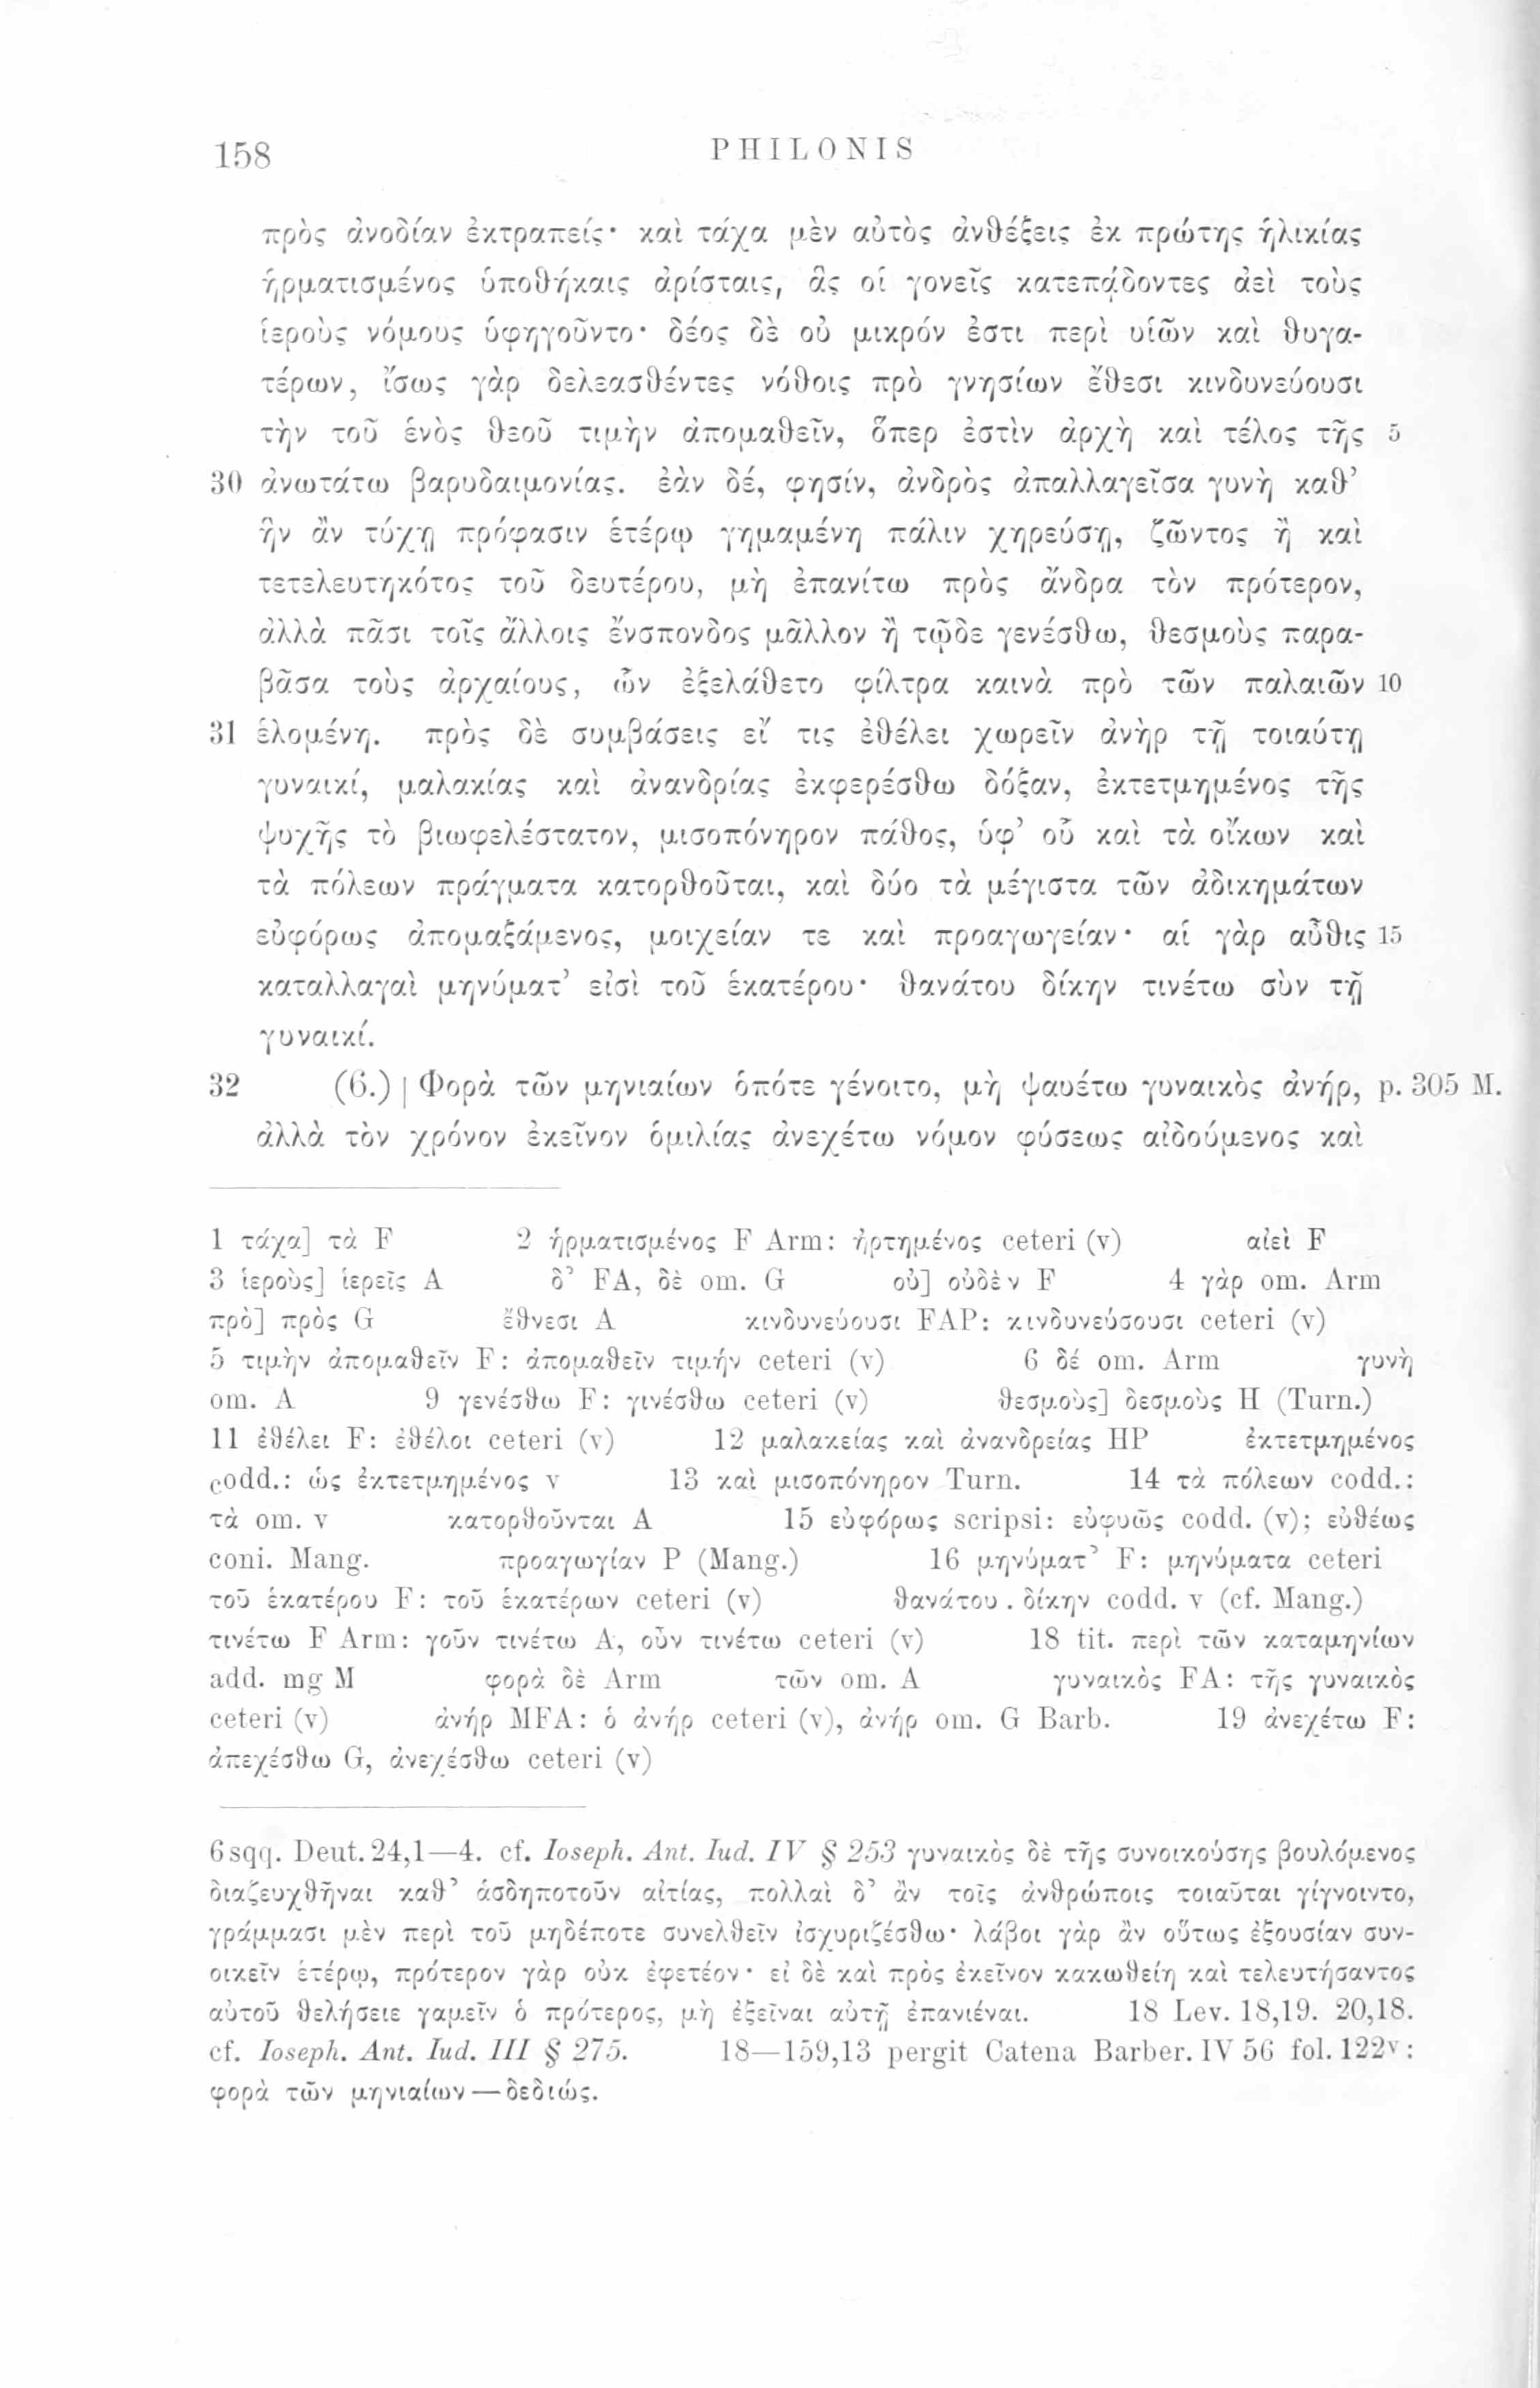 158 PHILONIS
πρὸς ἀνοδίαν ἐκτραπείς· καὶ τάχα μὲν αὐτὸς ἀνθέξεις ἐκ πρώτης ἡλικίας
ἡρματισμένος ὑποθήκαις ἀρίσταις, ἃς οἱ γονεῖς κατεπᾴδοντες ἀεὶ τοὺς
ἱεροὺς νόμους ὑφηγοῦντο· δέος δὲ οὐ μικρόν ἐστι περὶ υἱῶν καὶ θυγα-
τέρων, ἴσως γὰρ δελεασθέντες νόθοις πρὸ γνησίων ἔθεσι κινδυνεύουσι
τὴν τοῦ ἑνὸς θεοῦ τιμὴν ἀπομαθεῖν, ὅπερ ἐστὶν ἀρχὴ καὶ τέλος τῆς 5
30 ἀνωτάτω βαρυδαιμονίας. ἐὰν δέ, φησίν, ἀνδρὸς ἀπαλλαγεῖσα γυνὴ καθ’
ἣν ἂν τύχῃ πρόφασιν ἑτέρῳ γημαμένη πάλιν χηρεύσῃ, ζῶντος ἢ καὶ
τετελευτηκότος τοῦ δευτέρου, μὴ ἐπανίτω πρὸς ἄνδρα τὸν πρότερον,
ἀλλὰ πᾶσι τοῖς ἄλλοις ἔνσπονδος μᾶλλον ἢ τῷδε γενέσθω, θεσμοὺς παρα-
βᾶσα τοὺς ἀρχαίους, ὧν ἐξελάθετο φίλτρα καινὰ πρὸ τῶν παλαιῶν 10
31 ἑλομένη. πρὸς δὲ συμβάσεις εἴ τις ἐθέλει χωρεῖν ἀνὴρ τῇ τοιαύτῃ
γυναικί, μαλακίας καὶ ἀνανδρίας ἐκφερέσθω δόξαν, ἐκτετμημένος τῆς
ψυχῆς τὸ βιωφελέστατον, μισοπόνηρον πάθος, ὑφ’ οὗ καὶ τὰ οἴκων καὶ
τὰ πόλεων πράγματα κατορθοῦται, καὶ δύο τὰ μέγιστα τῶν ἀδικημάτων
εὐφόρως ἀπομαξάμενος, μοιχείαν τε καὶ προαγωγείαν· αἱ γὰρ αὖθις 15
καταλλαγαὶ μηνύματ’ εἰσὶ τοῦ ἑκατέρου· θανάτου δίκην τινέτω σὺν τῇ
γυναικί.
32 (6.) | Φορὰ τῶν μηνιαίων ὁπότε γένοιτο, μὴ ψαυέτω γυναικὸς ἀνήρ, p. 305 M.
ἀλλὰ τὸν χρόνον ἐκεῖνον ὁμιλίας ἀνεχέτω νόμον φύσεως αἰδούμενος καὶ
1 τάχα] τὰ F 2 ἡρματισμένος F Arm: ἠρτημένος ceteri (v) αἰεὶ F
3 ἱεροὺς] ἱερεῖς A δ’ FA, δὲ om. G οὐ] οὐδὲν F 4 γὰρ om. Arm
πρὸ] πρὸς G ἔθνεσι A κινδυνεύουσι FAP: κινδυνεύσουσι ceteri (v)
5 τιμὴν ἀπομαθεῖν F: ἀπομαθεῖν τιμήν ceteri (v) 6 δέ om. Arm γυνὴ
om. A 9 γενέσθω F: γινέσθω ceteri (v) θεσμοὺς] δεσμοὺς H (Turn.)
11 ἐθέλει F: ἐθέλοι ceteri (v) 12 μαλακείας καὶ ἀνανδρείας HP ἐκτετμημένος
codd.: ὡς ἐκτετμημένος v 13 καὶ μισοπόνηρον Turn. 14 τὰ πόλεων codd.:
τὰ om. v κατορθοῦνται A 15 εὐφόρως scripsi: εὐφυῶς codd. (v); εὐθέως
coni. Mang. προαγωγίαν P (Mang.) 16 μηνύματ’ F: μηνύματα ceteri
τοῦ ἑκατέρου F: τοῦ ἑκατέρων ceteri (v) θανάτου . δίκην codd. v (cf. Mang.)
τινέτω F Arm: γοῦν τινέτω A, οὖν τινέτω ceteri (v) 18 tit. περὶ τῶν καταμηνίων
add. mg M φορὰ δὲ Arm τῶν om. A γυναικὸς FA: τῆς γυναικὸς
ceteri (v) ἀνήρ MFA: ὁ ἀνήρ ceteri (v), ἀνήρ om. G Barb. 19 ἀνεχέτω F:
ἀπεχέσθω G, ἀνεχέσθω ceteri (v)
6 sqq. Deut. 24,1—4. cf. Ioseph. Ant. Iud. IV § 253 γυναικὸς δὲ τῆς συνοικούσης βουλόμενος
διαζευχθῆναι καθ’ ἁσδηποτοῦν αἰτίας, πολλαὶ δ’ ἂν τοῖς ἀνθρώποις τοιαῦται γίγνοιντο,
γράμμασι μὲν περὶ τοῦ μηδέποτε συνελθεῖν ἰσχυριζέσθω· λάβοι γὰρ ἂν οὕτως ἐξουσίαν συν-
οικεῖν ἑτέρῳ, πρότερον γὰρ οὐκ ἐφετέον· εἰ δὲ καὶ πρὸς ἐκεῖνον κακωθείη καὶ τελευτήσαντος
αὐτοῦ θελήσειε γαμεῖν ὁ πρότερος, μὴ ἐξεῖναι αὐτῇ ἐπανιέναι. 18 Lev. 18,19. 20,18.
cf. Ioseph. Ant. Iud. III § 275. 18—159,13 pergit Catena Barber. IV 56 fol. 122v:
φορὰ τῶν μηνιαίων — δεδιώς.